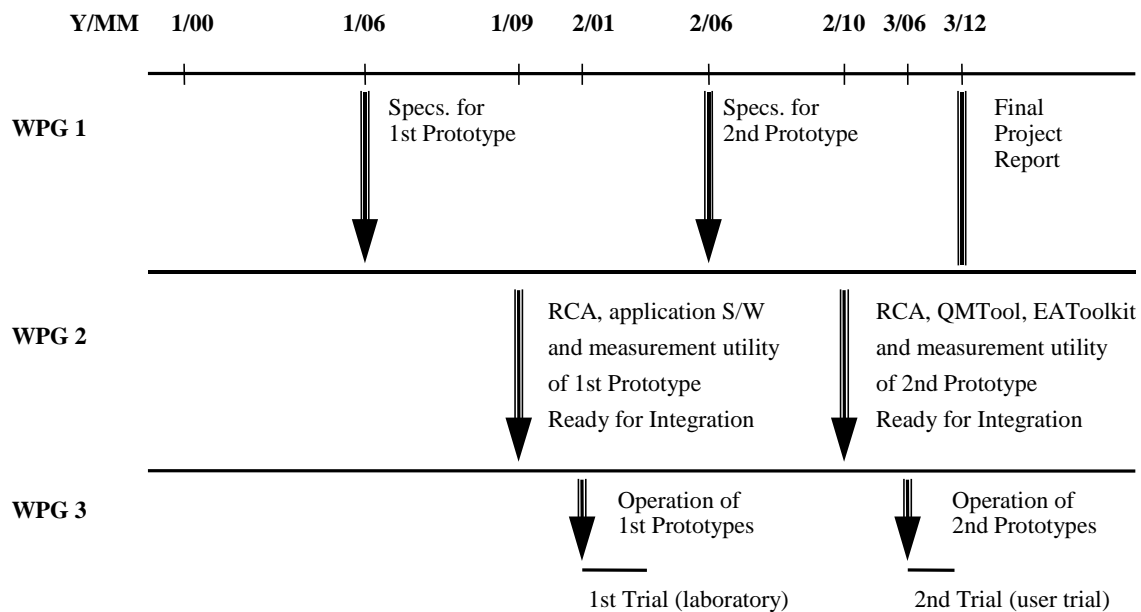 Y/MM 1/00 1/06 1/09 2/01 2/06 2/10 3/06 3/12
WPG 1
Specs. for
1st Prototype
Specs. for
2nd Prototype
Final
Project
Report
WPG 2
RCA, application S/W
and measurement utility
of 1st Prototype
Ready for Integration
RCA, QMTool, EAToolkit
and measurement utility
of 2nd Prototype
Ready for Integration
WPG 3
Operation of
1st Prototypes
Operation of
2nd Prototypes
1st Trial (laboratory)
2nd Trial (user trial)